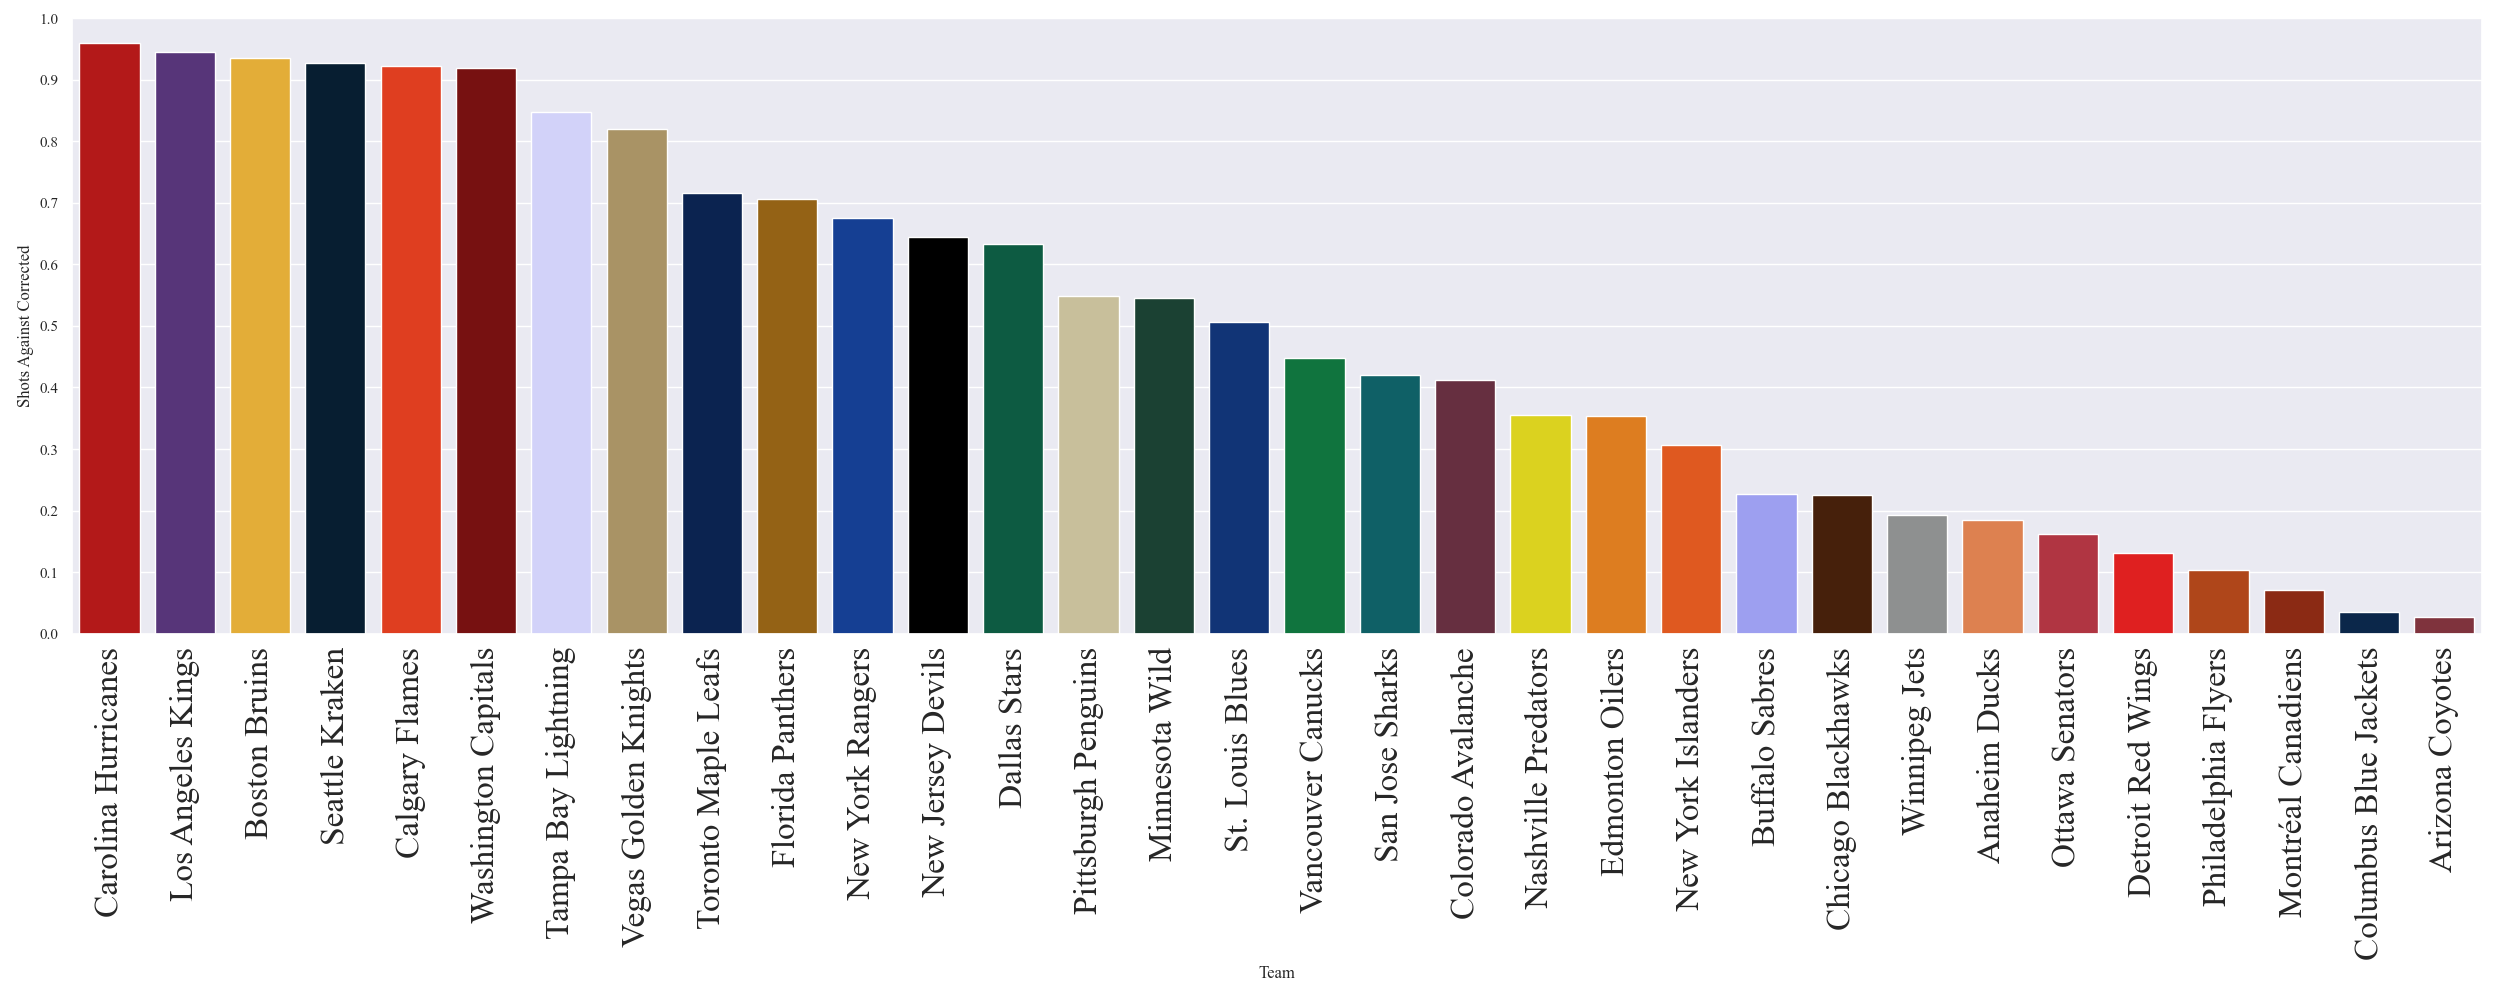 Shots Against Corrected
1.0
0.9
0.8
0.7
0.6
0.5
0.4
0.3
0.2
0.1
0.0
Carolina Hurricanes
Los Angeles Kings
Boston Bruins
Seattle Kraken
Calgary Flames
Washington Capitals
Tampa Bay Lightning
Vegas Golden Knights
Toronto Maple Leafs
Florida Panthers
New York Rangers
New Jersey Devils
Dallas Stars
Pittsburgh Penguins
Minnesota Wild
St. Louis Blues
Vancouver Canucks
San Jose Sharks
Colorado Avalanche
Nashville Predators
Edmonton Oilers
New York Islanders
Buffalo Sabres
Chicago Blackhawks
Winnipeg Jets
Anaheim Ducks
Ottawa Senators
Detroit Red Wings
Philadelphia Flyers
Montréal Canadiens
Columbus Blue Jackets
Arizona Coyotes
Team